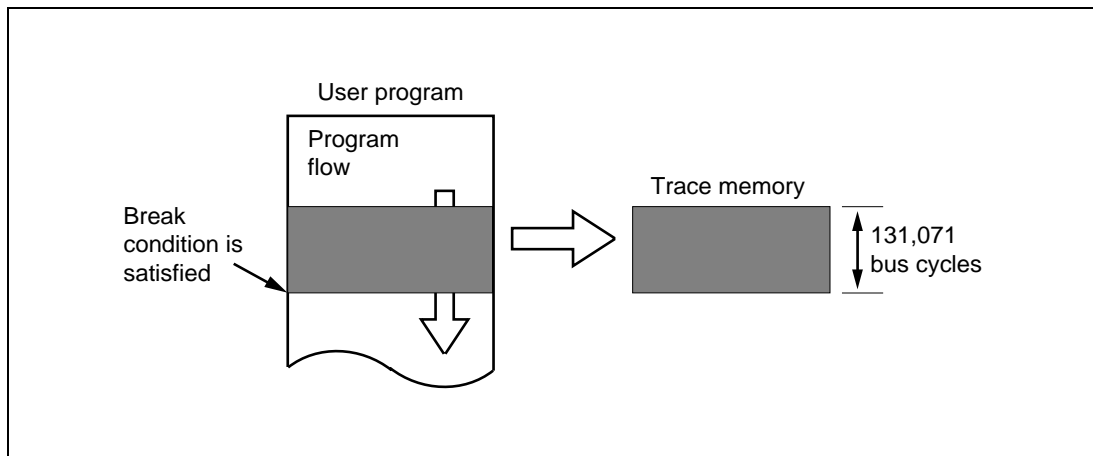 User program
Program
flow
Break
condition is
satisfied
Trace memory
131,071
bus cycles